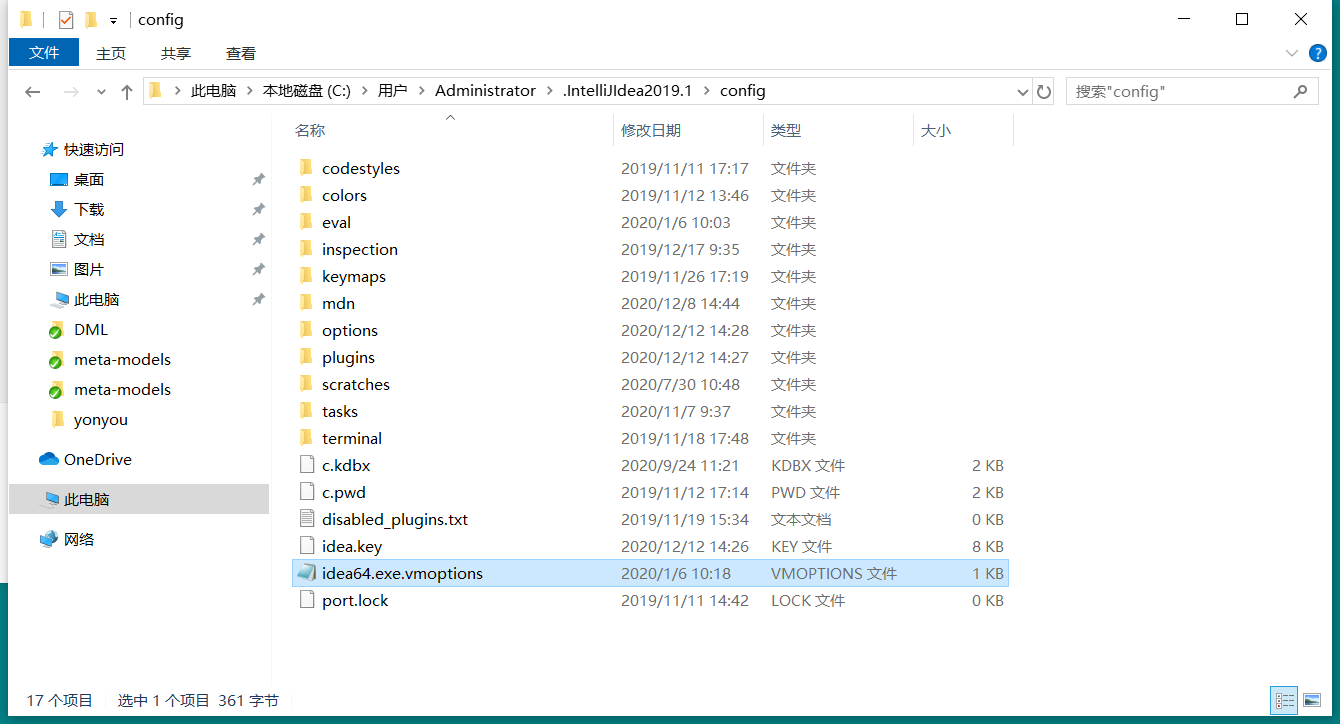 config
文件 主页 共享 查看
此电脑 本地磁盘 (C:) 用户 Administrator .IntelliJIdea2019.1 config 搜索"config"
名称 修改日期 类型 大小
快速访问
桌面
下载
文档
图片
此电脑
DML
meta-models
meta-models
yonyou
OneDrive
此电脑
网络
codestyles 2019/11/11 17:17 文件夹
colors 2019/11/12 13:46 文件夹
eval 2020/1/6 10:03 文件夹
inspection 2019/12/17 9:35 文件夹
keymaps 2019/11/26 17:19 文件夹
mdn 2020/12/8 14:44 文件夹
options 2020/12/12 14:28 文件夹
plugins 2020/12/12 14:27 文件夹
scratches 2020/7/30 10:48 文件夹
tasks 2020/11/7 9:37 文件夹
terminal 2019/11/18 17:48 文件夹
c.kdbx 2020/9/24 11:21 KDBX 文件 2 KB
c.pwd 2019/11/12 17:14 PWD 文件 2 KB
disabled_plugins.txt 2019/11/19 15:34 文本文档 0 KB
idea.key 2020/12/12 14:26 KEY 文件 8 KB
idea64.exe.vmoptions 2020/1/6 10:18 VMOPTIONS 文件 1 KB
port.lock 2019/11/11 14:42 LOCK 文件 0 KB
17 个项目 选中 1 个项目 361 字节